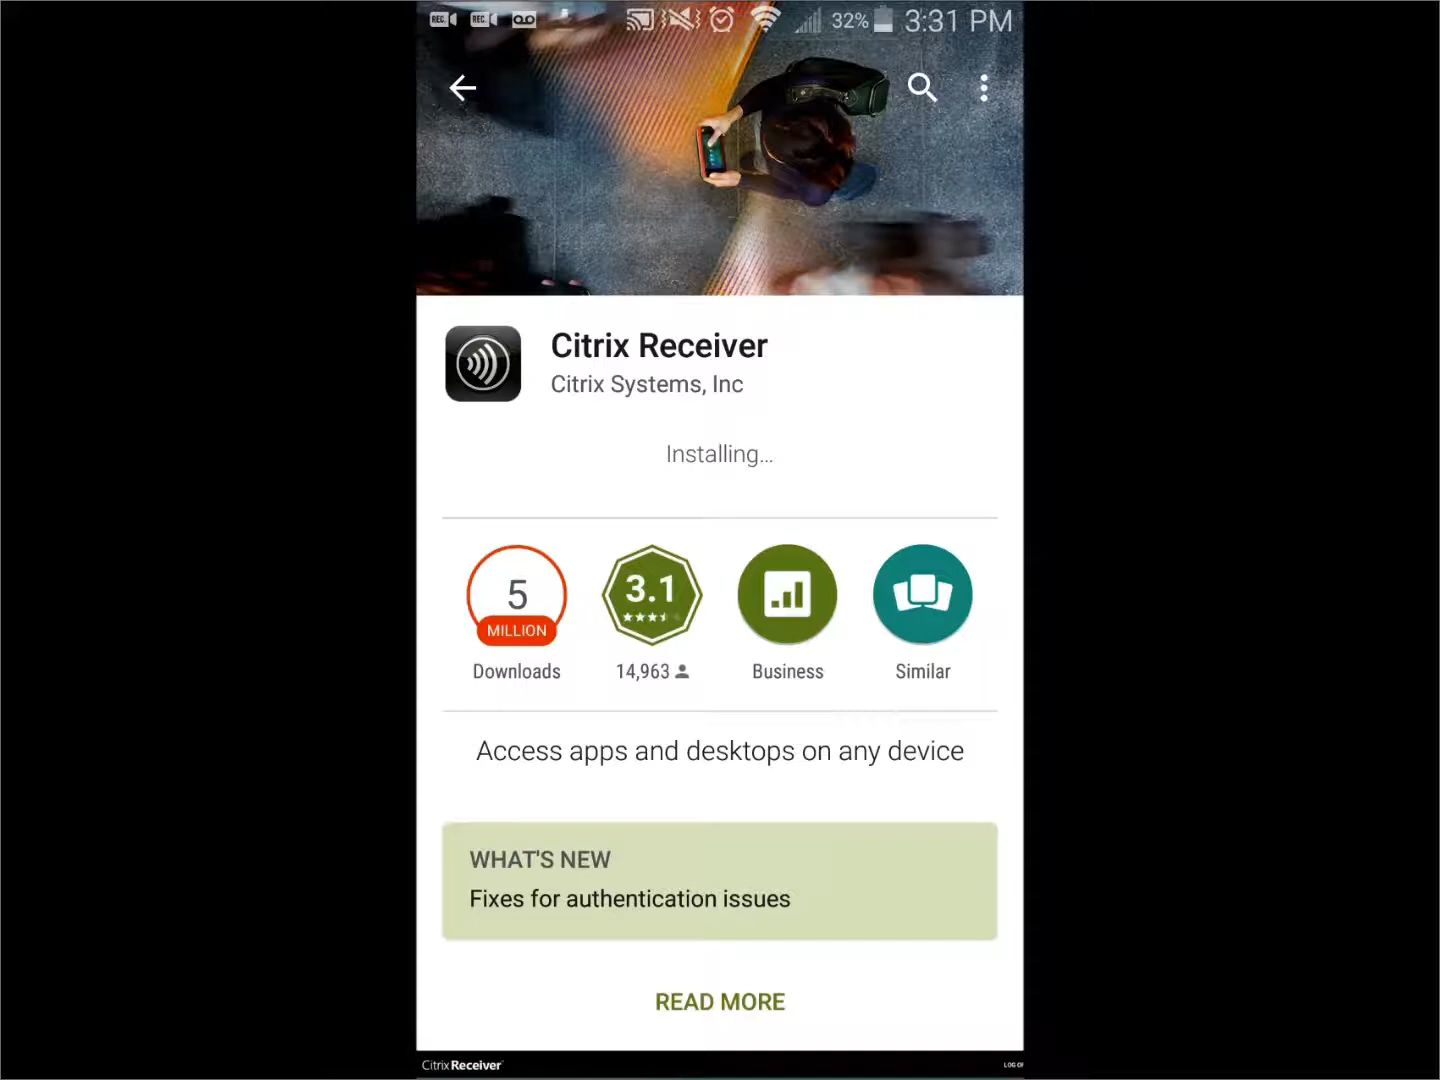 REC. REC. 32% 3:31 PM
Citrix Receiver
Citrix Systems, Inc
Installing...
5
MILLION
Downloads
3.1
14,963
Business
Similar
Access apps and desktops on any device
WHAT'S NEW
Fixes for authentication issues
READ MORE
Citrix Receiver
LOG OF